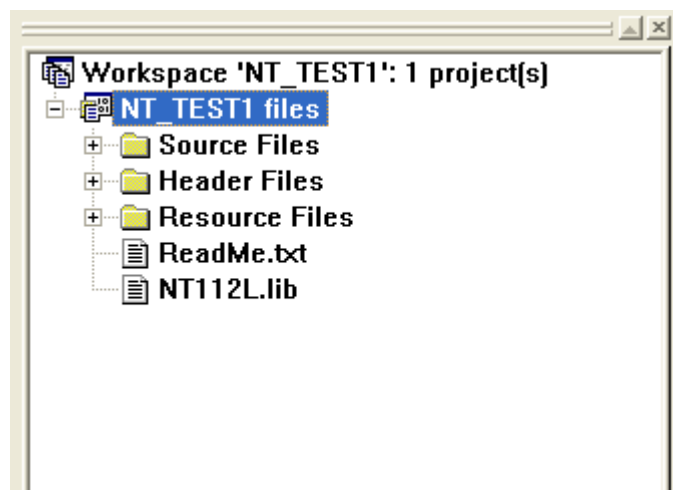 Workspace 'NT_TEST1': 1 project(s)
NT_TEST1 files
Source Files
Header Files
Resource Files
ReadMe.txt
NT112L.lib